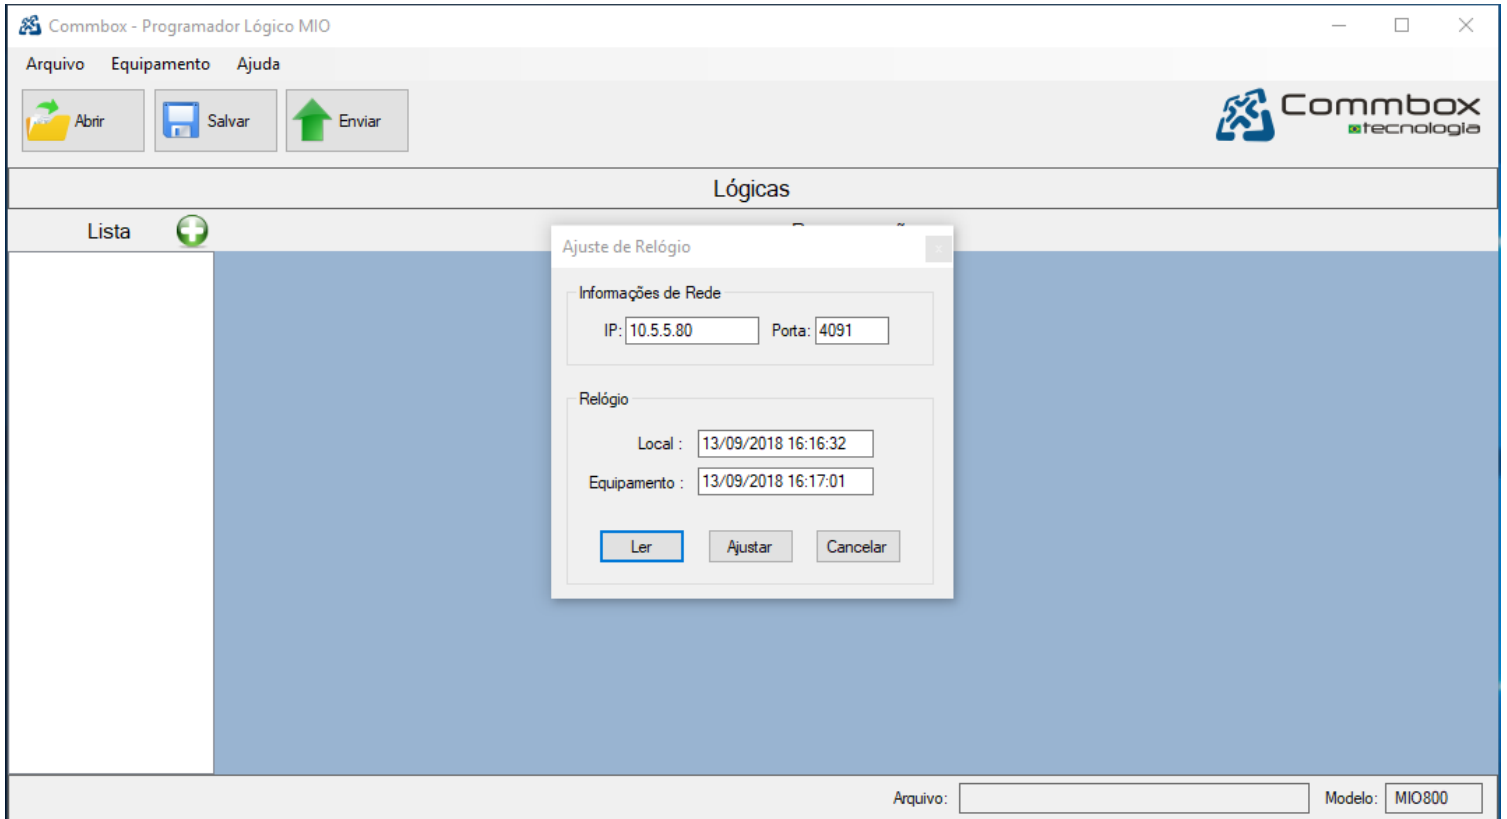 Commbox - Programador Lógico MIO
Arquivo Equipamento Ajuda
Abrir Salvar Enviar
Commbox
tecnologia
Lógicas
Lista
Ajuste de Relógio
x
Informações de Rede
IP: 10.5.5.80 Porta: 4091
Relógio
Local : 13/09/2018 16:16:32
Equipamento : 13/09/2018 16:17:01
Ler Ajustar Cancelar
Arquivo: Modelo: MIO800